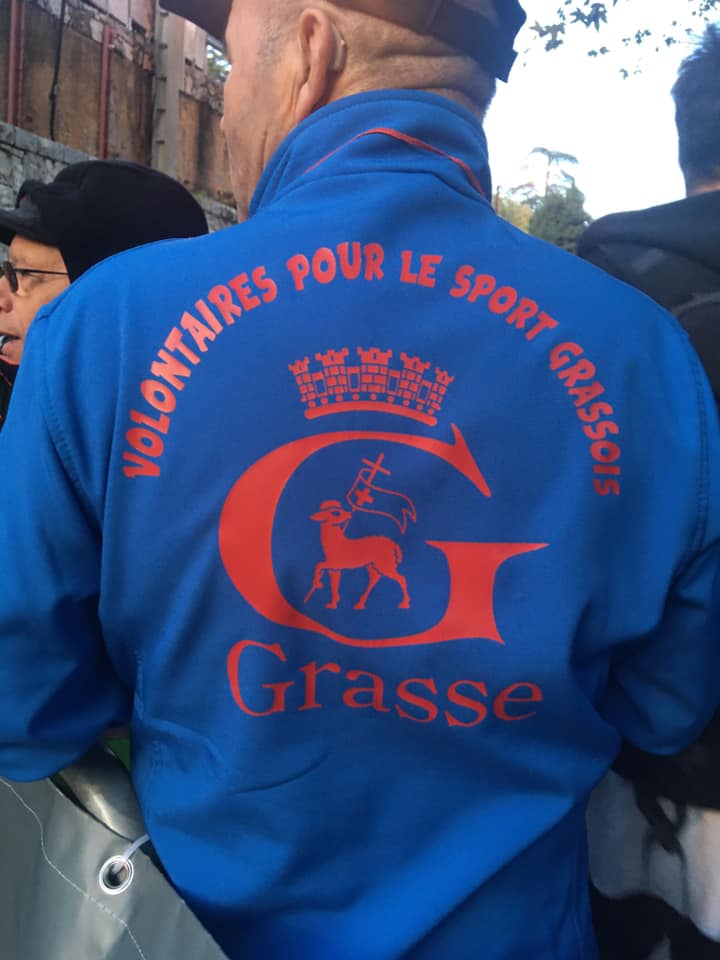 VOLONTAIRES POUR LE SPORT GRASSOIS
G
Grasse